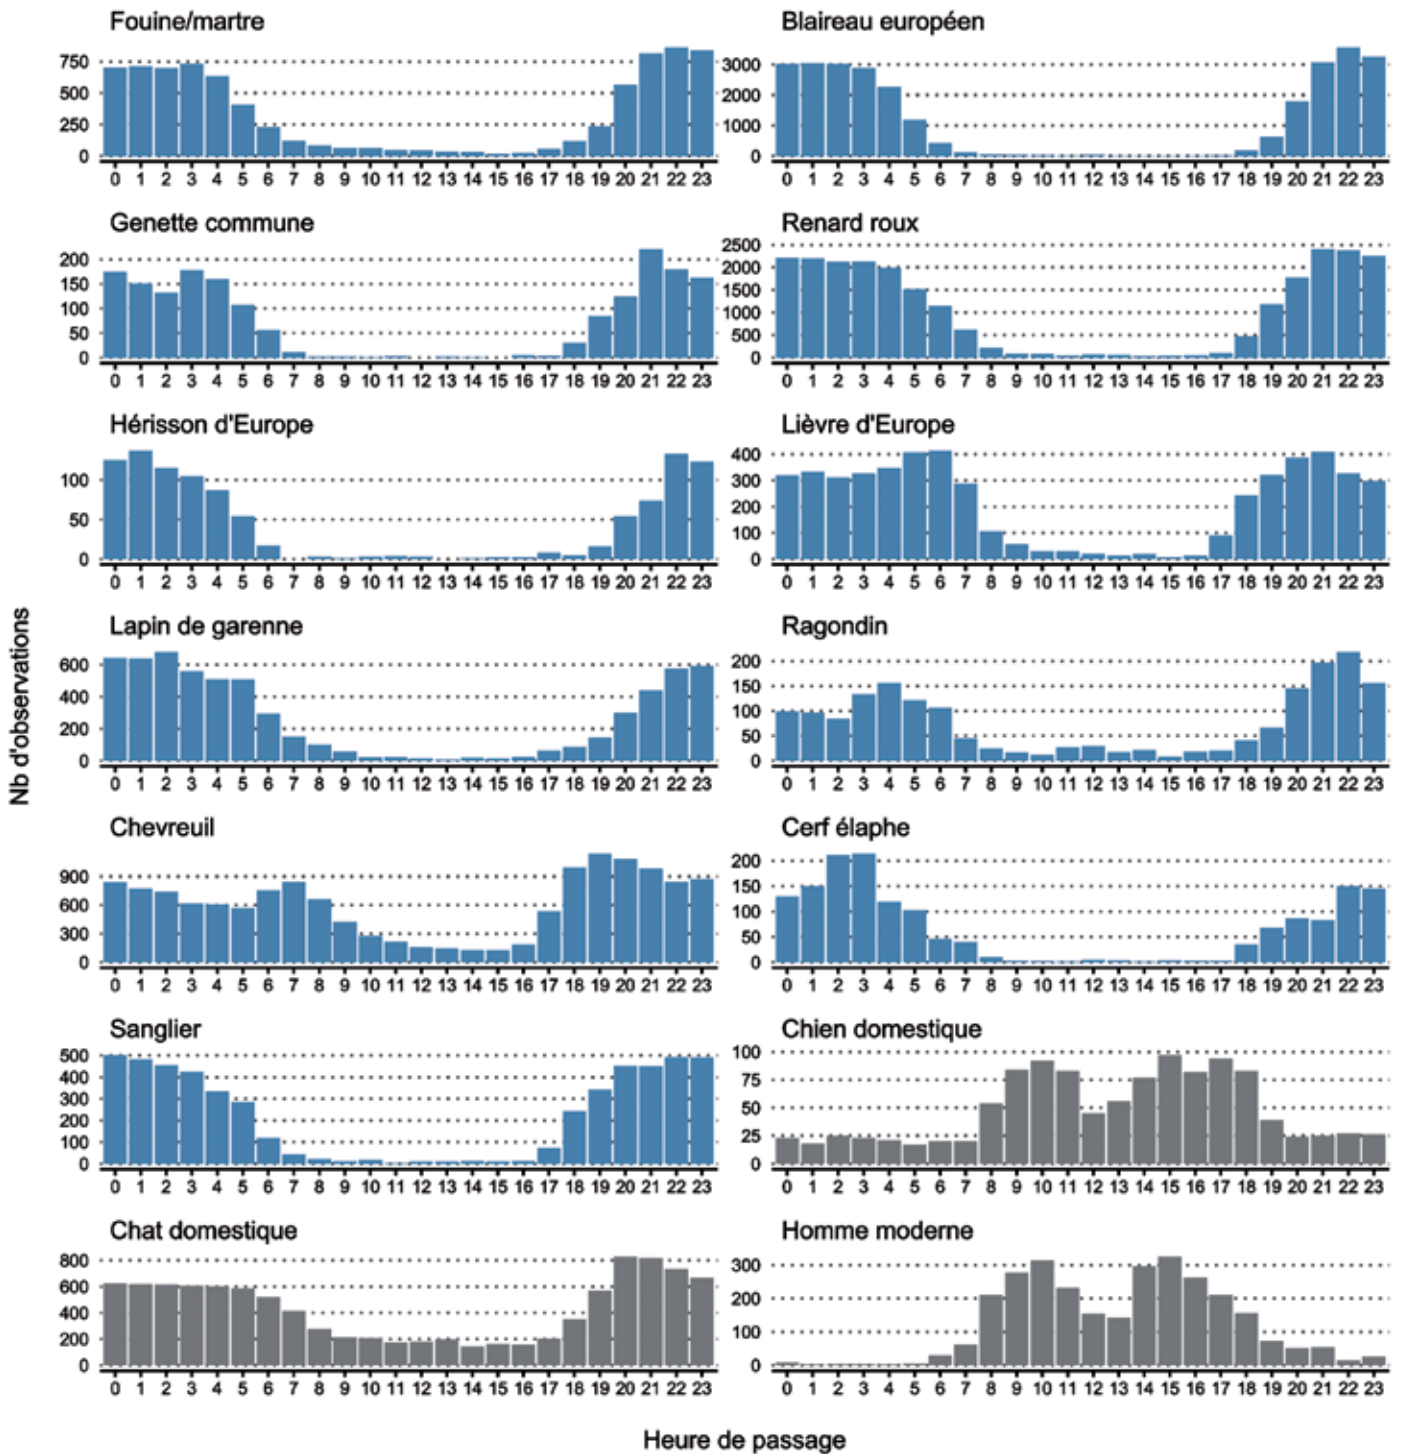 Fouine/martre
750
500
250
0
0 1 2 3 4 5 6 7 8 9 10 11 12 13 14 15 16 17 18 19 20 21 22 23
Blaireau européen
3000
2000
1000
0
0 1 2 3 4 5 6 7 8 9 10 11 12 13 14 15 16 17 18 19 20 21 22 23
Genette commune
200
150
100
50
0
0 1 2 3 4 5 6 7 8 9 10 11 12 13 14 15 16 17 18 19 20 21 22 23
Renard roux
2500
2000
1500
1000
500
0
0 1 2 3 4 5 6 7 8 9 10 11 12 13 14 15 16 17 18 19 20 21 22 23
Hérisson d'Europe
100
50
0
0 1 2 3 4 5 6 7 8 9 10 11 12 13 14 15 16 17 18 19 20 21 22 23
Lièvre d'Europe
400
300
200
100
0
0 1 2 3 4 5 6 7 8 9 10 11 12 13 14 15 16 17 18 19 20 21 22 23
Nb d'observations
Lapin de garenne
600
400
200
0
0 1 2 3 4 5 6 7 8 9 10 11 12 13 14 15 16 17 18 19 20 21 22 23
Ragondin
200
150
100
50
0
0 1 2 3 4 5 6 7 8 9 10 11 12 13 14 15 16 17 18 19 20 21 22 23
Chevreuil
900
600
300
0
0 1 2 3 4 5 6 7 8 9 10 11 12 13 14 15 16 17 18 19 20 21 22 23
Cerf élaphe
200
150
100
50
0
0 1 2 3 4 5 6 7 8 9 10 11 12 13 14 15 16 17 18 19 20 21 22 23
Sanglier
500
400
300
200
100
0
0 1 2 3 4 5 6 7 8 9 10 11 12 13 14 15 16 17 18 19 20 21 22 23
Chien domestique
100
75
50
25
0
0 1 2 3 4 5 6 7 8 9 10 11 12 13 14 15 16 17 18 19 20 21 22 23
Chat domestique
800
600
400
200
0
0 1 2 3 4 5 6 7 8 9 10 11 12 13 14 15 16 17 18 19 20 21 22 23
Homme moderne
300
200
100
0
0 1 2 3 4 5 6 7 8 9 10 11 12 13 14 15 16 17 18 19 20 21 22 23
Heure de passage